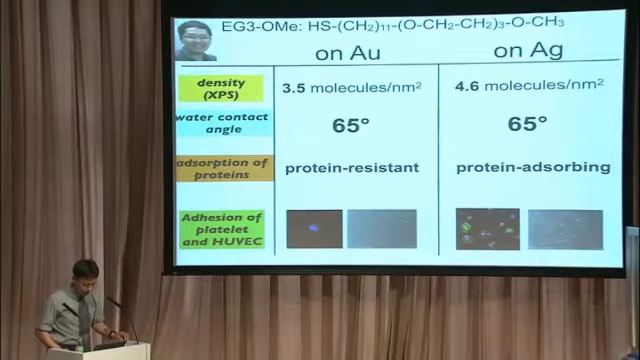 EG3-OMe: HS-(CH₂)₁₁-(O-CH₂-CH₂)₃-O-CH₃
on Au
on Ag
density (XPS)
3.5 molecules/nm²
4.6 molecules/nm²
water contact angle
65°
65°
adsorption of proteins
protein-resistant
protein-adsorbing
Adhesion of platelet and HUVEC